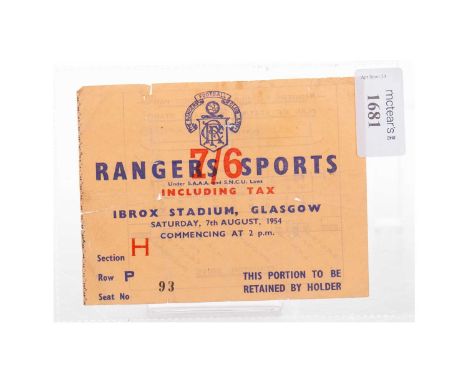 RANGERS SPORTS
7/6
Under S.A.A.A. and S.N.C.U. Laws
INCLUDING TAX
IBROX STADIUM, GLASGOW
SATURDAY, 7th AUGUST, 1954
COMMENCING AT 2 p.m.
Section H
Row P
Seat No 93
THIS PORTION TO BE
RETAINED BY HOLDER
mctear's
1681